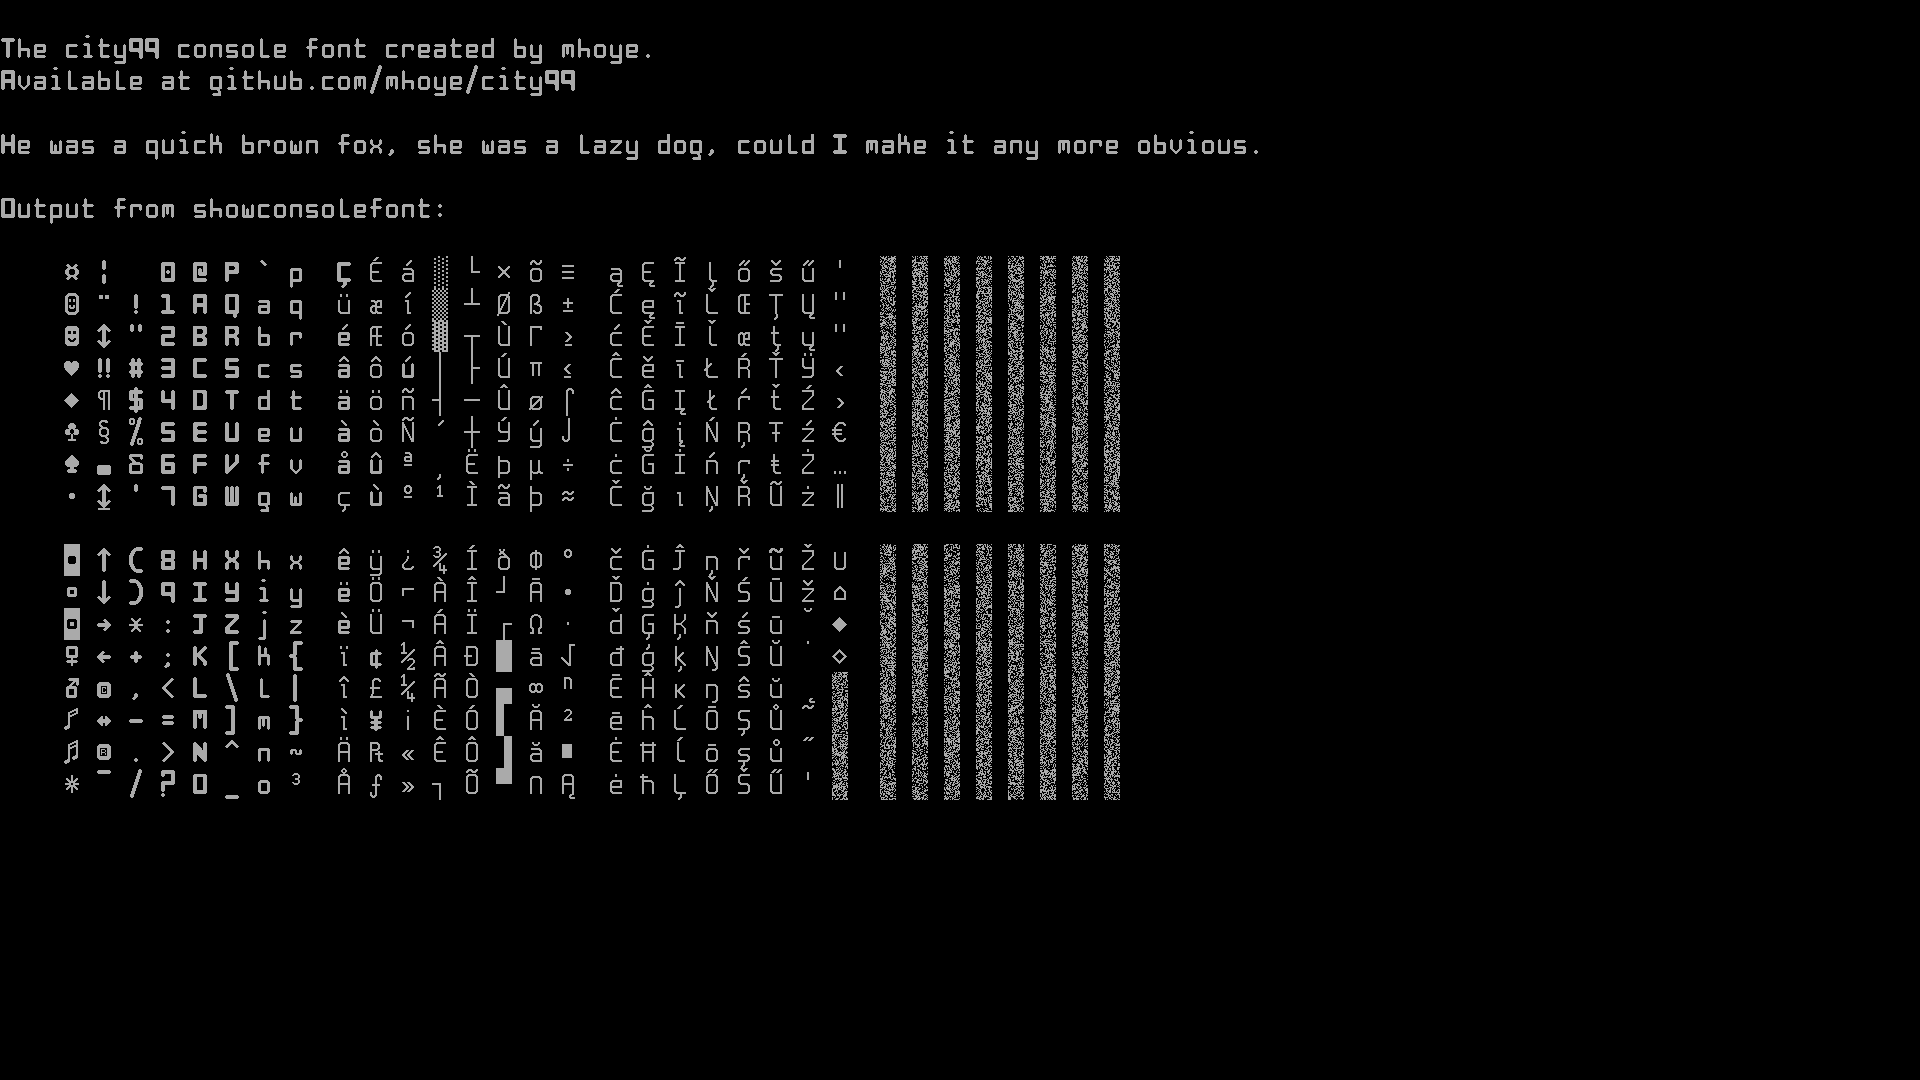 The city99 console font created by mhoye.
Available at github.com/mhoye/city99
He was a quick brown fox, she was a lazy dog, could I make it any more obvious.
Output from showconsolefont:
¤ ¦ 0 @ P ` p Ç É á ░ └ × õ ≡ ą Ę Ĩ ļ ő š ű '
☺ ¨ ! 1 A Q a q ü æ í ▒ ┴ Ø ß ± Ć ę ĩ Ľ Œ Ţ Ų "
☻ ↕ " 2 B R b r é Æ ó ▓ ┬ Ù Γ ≥ ć Ě Ī ľ œ ţ ų "
♥ ‼ # 3 C S c s â ô ú │ ├ Ú π ≤ Ĉ ě ī Ł Ŕ Ť Ÿ ‹
♦ ¶ $ 4 D T d t ä ö ñ ┤ ─ Û ø ⌠ ĉ Ĝ Į ł ŕ ť Ź ›
♣ § % 5 E U e u à ò Ñ ´ ┼ Ý ý ⌡ Ċ ĝ į Ń Ŗ Ŧ ź €
♠ ▬ & 6 F V f v å û ª ¸ Ë þ µ ÷ ċ Ğ İ ń ŗ ŧ Ż …
• ↨ ' 7 G W g w ç ù º ¹ Ì ã þ ≈ Č ğ ı Ņ Ř Ũ ż ‖
◘ ↑ ( 8 H X h x ê ÿ ¿ ¾ Í ð Φ ° č Ġ Ĵ ņ ř ũ Ž ∪
○ ↓ ) 9 I Y i y ë Ö ⌐ À Î ┘ Ā • Ď ġ ĵ Ň Ś Ū ž ⌂
◙ → * : J Z j z è Ü ¬ Á Ï ┌ Ω · ď Ģ Ķ ň ś ū ˘ ◆
♀ ← + ; K [ k { ï ¢ ½ Â Ð █ ā √ đ ģ ķ Ŋ Ŝ Ŭ ˙ ◇
♂ © , < L \ l | î £ ¼ Ã Ò ▄ ∞ ⁿ Ē Ĥ ĸ ŋ ŝ ŭ ˛
♪ ↔ - = M ] m } ì ¥ ¡ È Ó ▌ Ă ² ē ĥ Ĺ Ō Ş Ů ˜
♫ ® . > N ^ n ~ Ä ₧ « Ê Ô ▐ ă ■ Ė Ħ ĺ ō ş ů ˝
☼ ¯ / ? O _ o ³ Å ƒ » ┐ Õ ▀ ∩ Ą ė ħ Ļ Ő Š Ű '